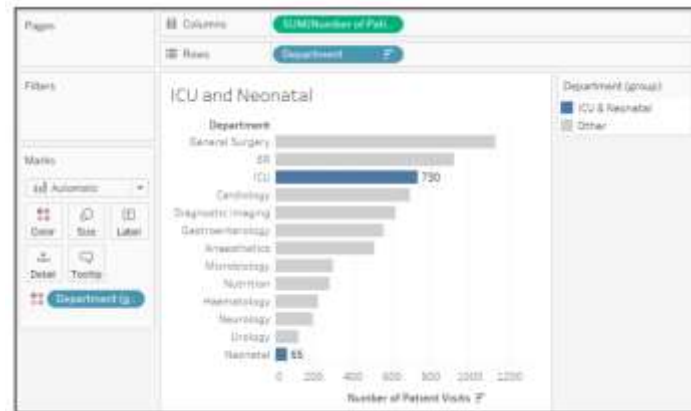 Pages
Columns
SUM(Number of Pati..
Rows
Department
Filters
ICU and Neonatal
Department
General Surgery
ER
ICU
730
Cardiology
Diagnostic Imaging
Gastroenterology
Anaesthetics
Microbiology
Nutrition
Haematology
Neurology
Urology
Neonatal
65
0 200 400 600 800 1000 1200
Number of Patient Visits
Marks
Automatic
Color Size Label
Detail Tooltip
Department (g..
Department (group)
ICU & Neonatal
Other